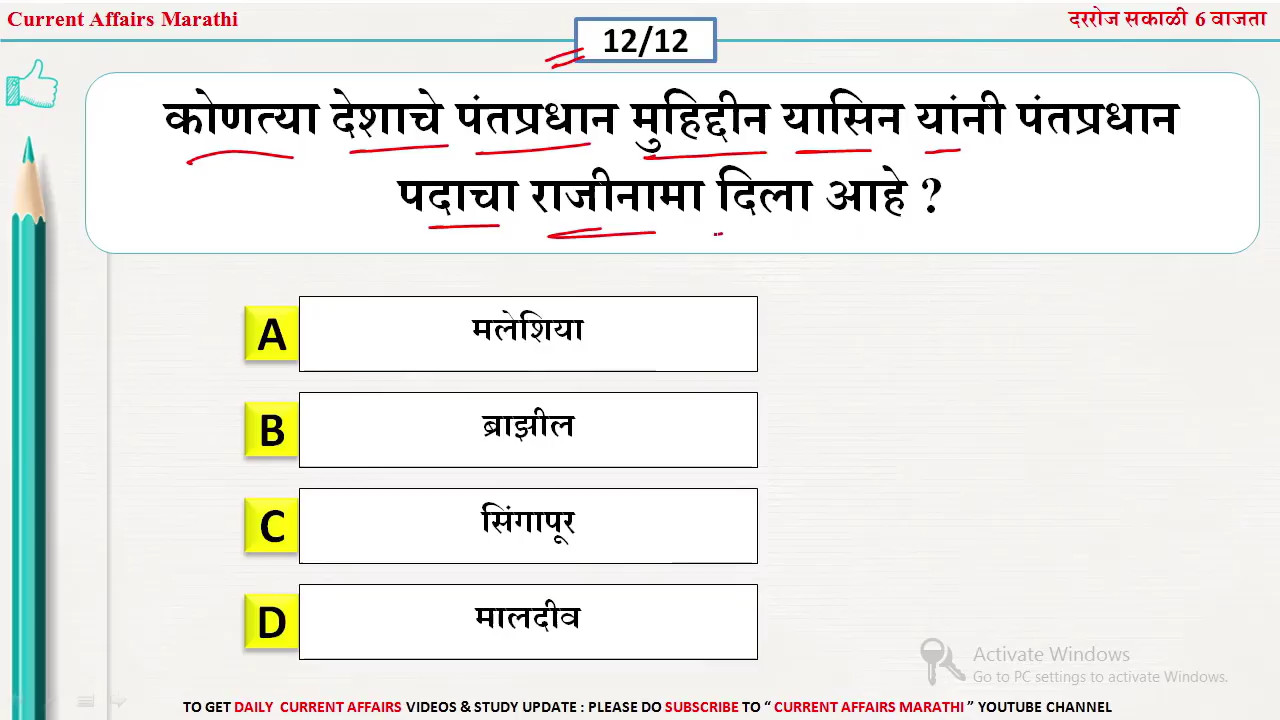 Current Affairs Marathi
दररोज सकाळी 6 वाजता
12/12
कोणत्या देशाचे पंतप्रधान मुहिद्दीन यासिन यांनी पंतप्रधान
पदाचा राजीनामा दिला आहे ?
A मलेशिया
B ब्राझील
C सिंगापूर
D मालदीव
Activate Windows
Go to PC settings to activate Windows.
TO GET DAILY CURRENT AFFAIRS VIDEOS & STUDY UPDATE : PLEASE DO SUBSCRIBE TO “ CURRENT AFFAIRS MARATHI ” YOUTUBE CHANNEL